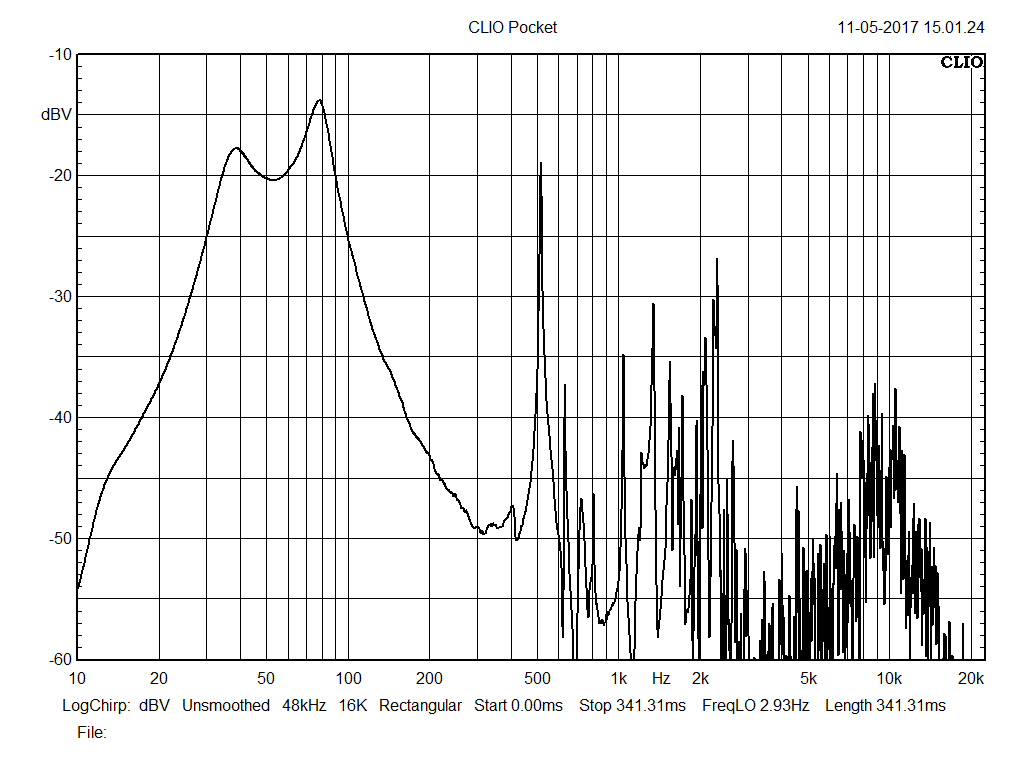 CLIO Pocket 11-05-2017 15.01.24
-10
CLIO
dBV
-20
-30
-40
-50
-60
10 20 50 100 200 500 1k Hz 2k 5k 10k 20k
LogChirp: dBV Unsmoothed 48kHz 16K Rectangular Start 0.00ms Stop 341.31ms FreqLO 2.93Hz Length 341.31ms
File: